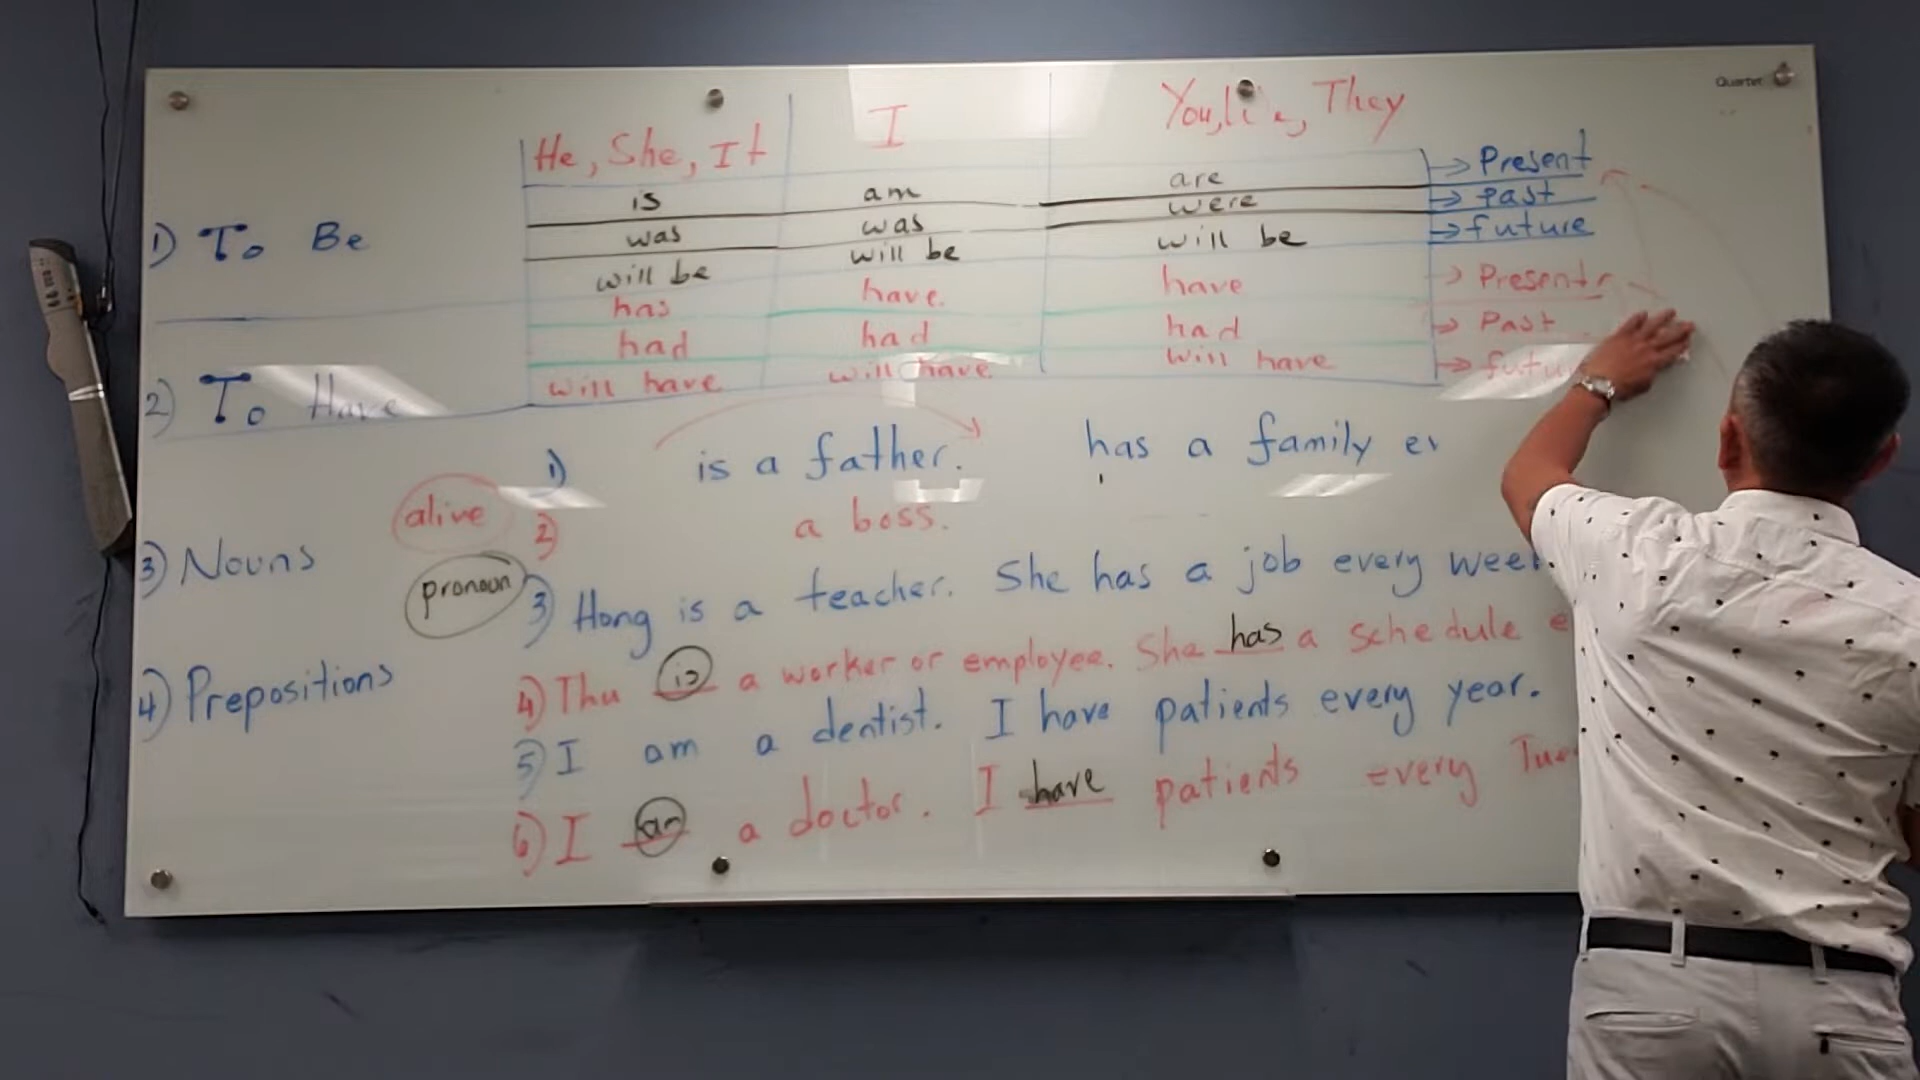 Quartet
He, She, It I You, They
1) To Be
is am are → Present
was was were → Past
will be will be will be → future
has have. have → Present
had had had → Past
will have will have will have →
2) To Have
1) is a father. has a family
alive
2) a boss.
3) Nouns
pronoun
3) Hong is a teacher. She has a job every
4) Thu is a worker or employee. She has a schedule
4) Prepositions
5) I am a dentist. I have patients every year.
6) I am a doctor. I have patients every